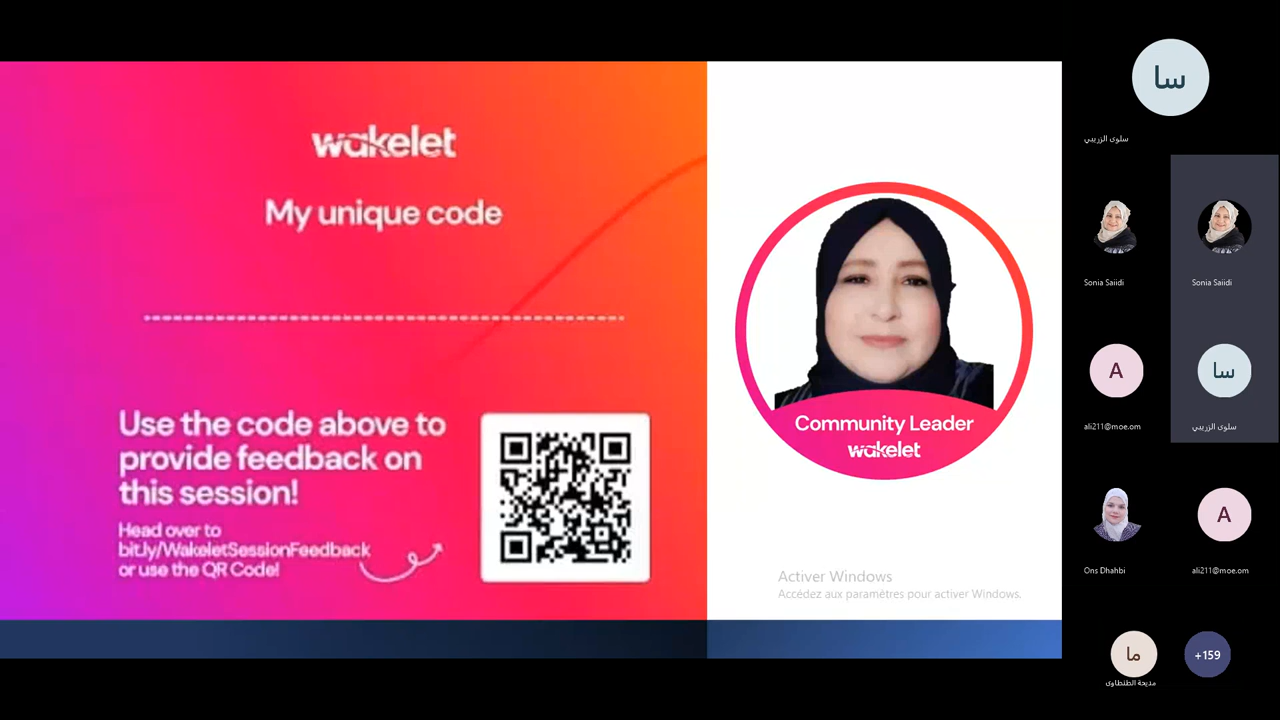 wakelet
My unique code
Use the code above to
provide feedback on
this session!
Head over to
bit.ly/WakeletSessionFeedback
or use the QR Code!
Community Leader
wakelet
Activer Windows
Accédez aux paramètres pour activer Windows.
سا
سلوى الزريبي
Sonia Saiidi
Sonia Saiidi
A
سا
ali211@moe.om
سلوى الزريبي
A
Ons Dhahbi
ali211@moe.om
ما
+159
مديحة الطنطاوى